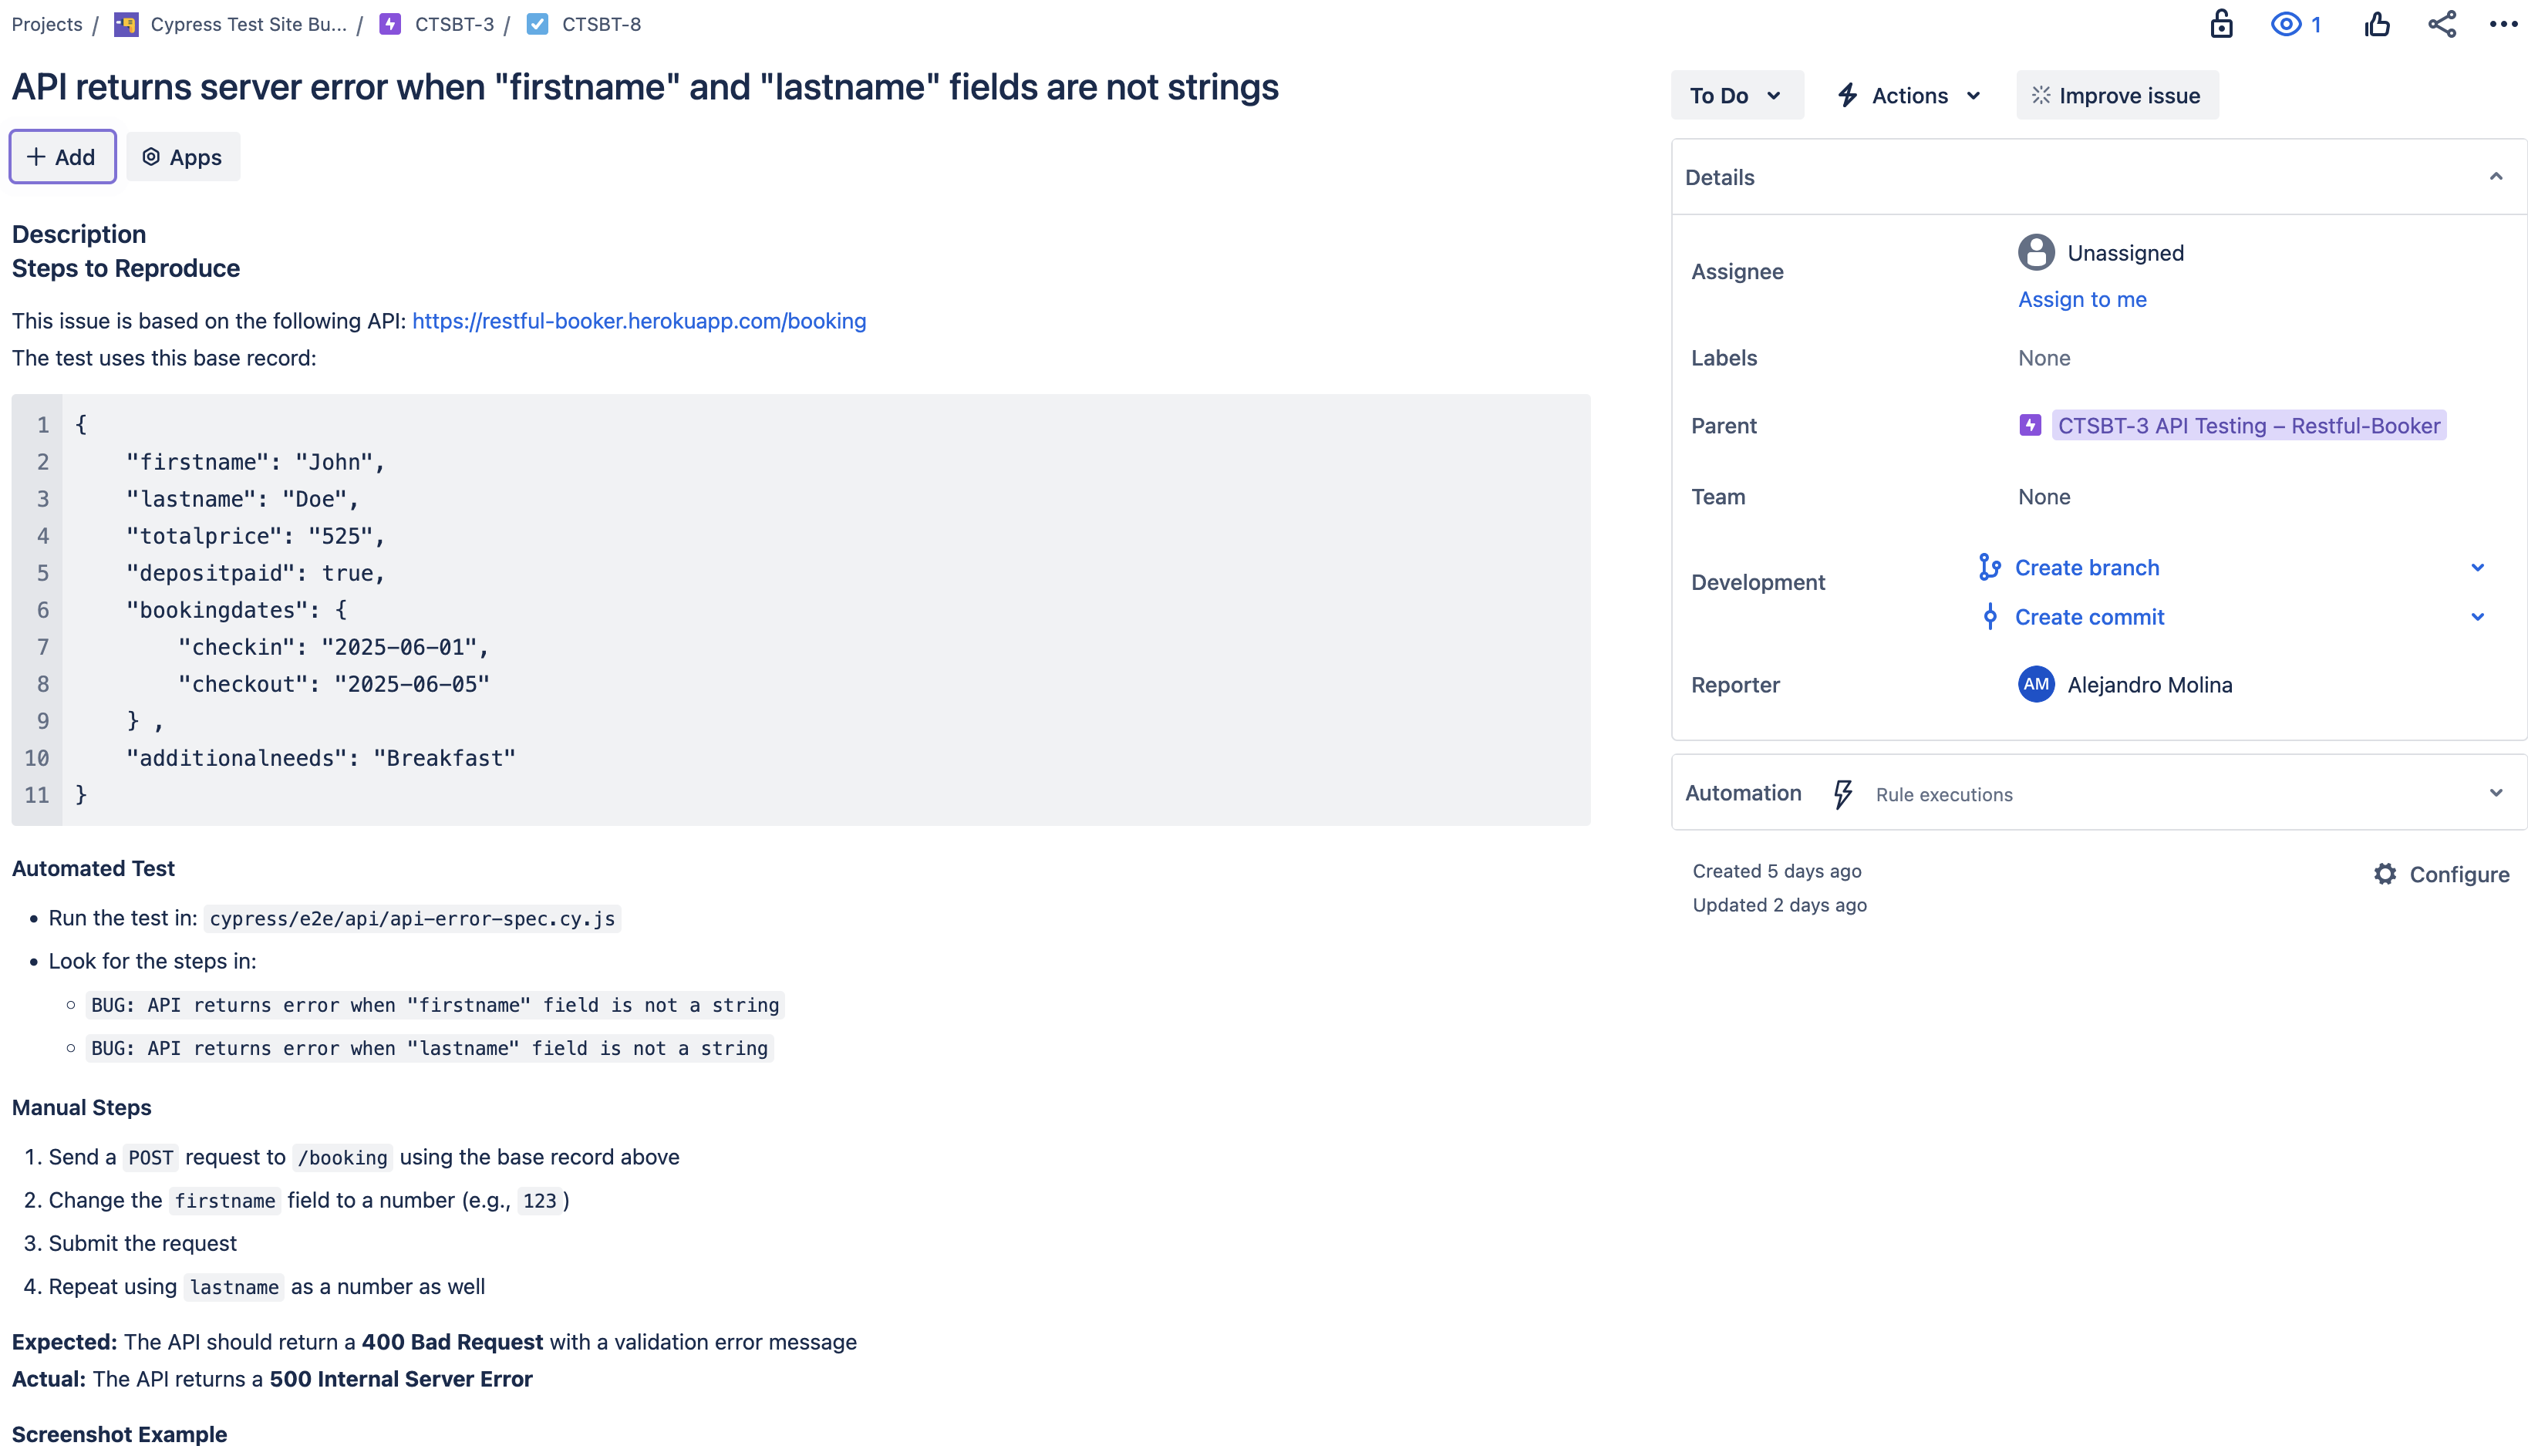 Projects / Cypress Test Site Bu... / CTSBT-3 / CTSBT-8
1
API returns server error when "firstname" and "lastname" fields are not strings
To Do
Actions
Improve issue
Add
Apps
Description
Steps to Reproduce
This issue is based on the following API: https://restful-booker.herokuapp.com/booking
The test uses this base record:
1 {
2     "firstname": "John",
3     "lastname": "Doe",
4     "totalprice": "525",
5     "depositpaid": true,
6     "bookingdates": {
7         "checkin": "2025-06-01",
8         "checkout": "2025-06-05"
9     } ,
10     "additionalneeds": "Breakfast"
11 }
Automated Test
• Run the test in: cypress/e2e/api/api-error-spec.cy.js
• Look for the steps in:
◦ BUG: API returns error when "firstname" field is not a string
◦ BUG: API returns error when "lastname" field is not a string
Manual Steps
1. Send a POST request to /booking using the base record above
2. Change the firstname field to a number (e.g., 123 )
3. Submit the request
4. Repeat using lastname as a number as well
Expected: The API should return a 400 Bad Request with a validation error message
Actual: The API returns a 500 Internal Server Error
Screenshot Example
Details
Assignee
Unassigned
Assign to me
Labels
None
Parent
CTSBT-3 API Testing – Restful-Booker
Team
None
Development
Create branch
Create commit
Reporter
AM Alejandro Molina
Automation Rule executions
Created 5 days ago
Updated 2 days ago
Configure